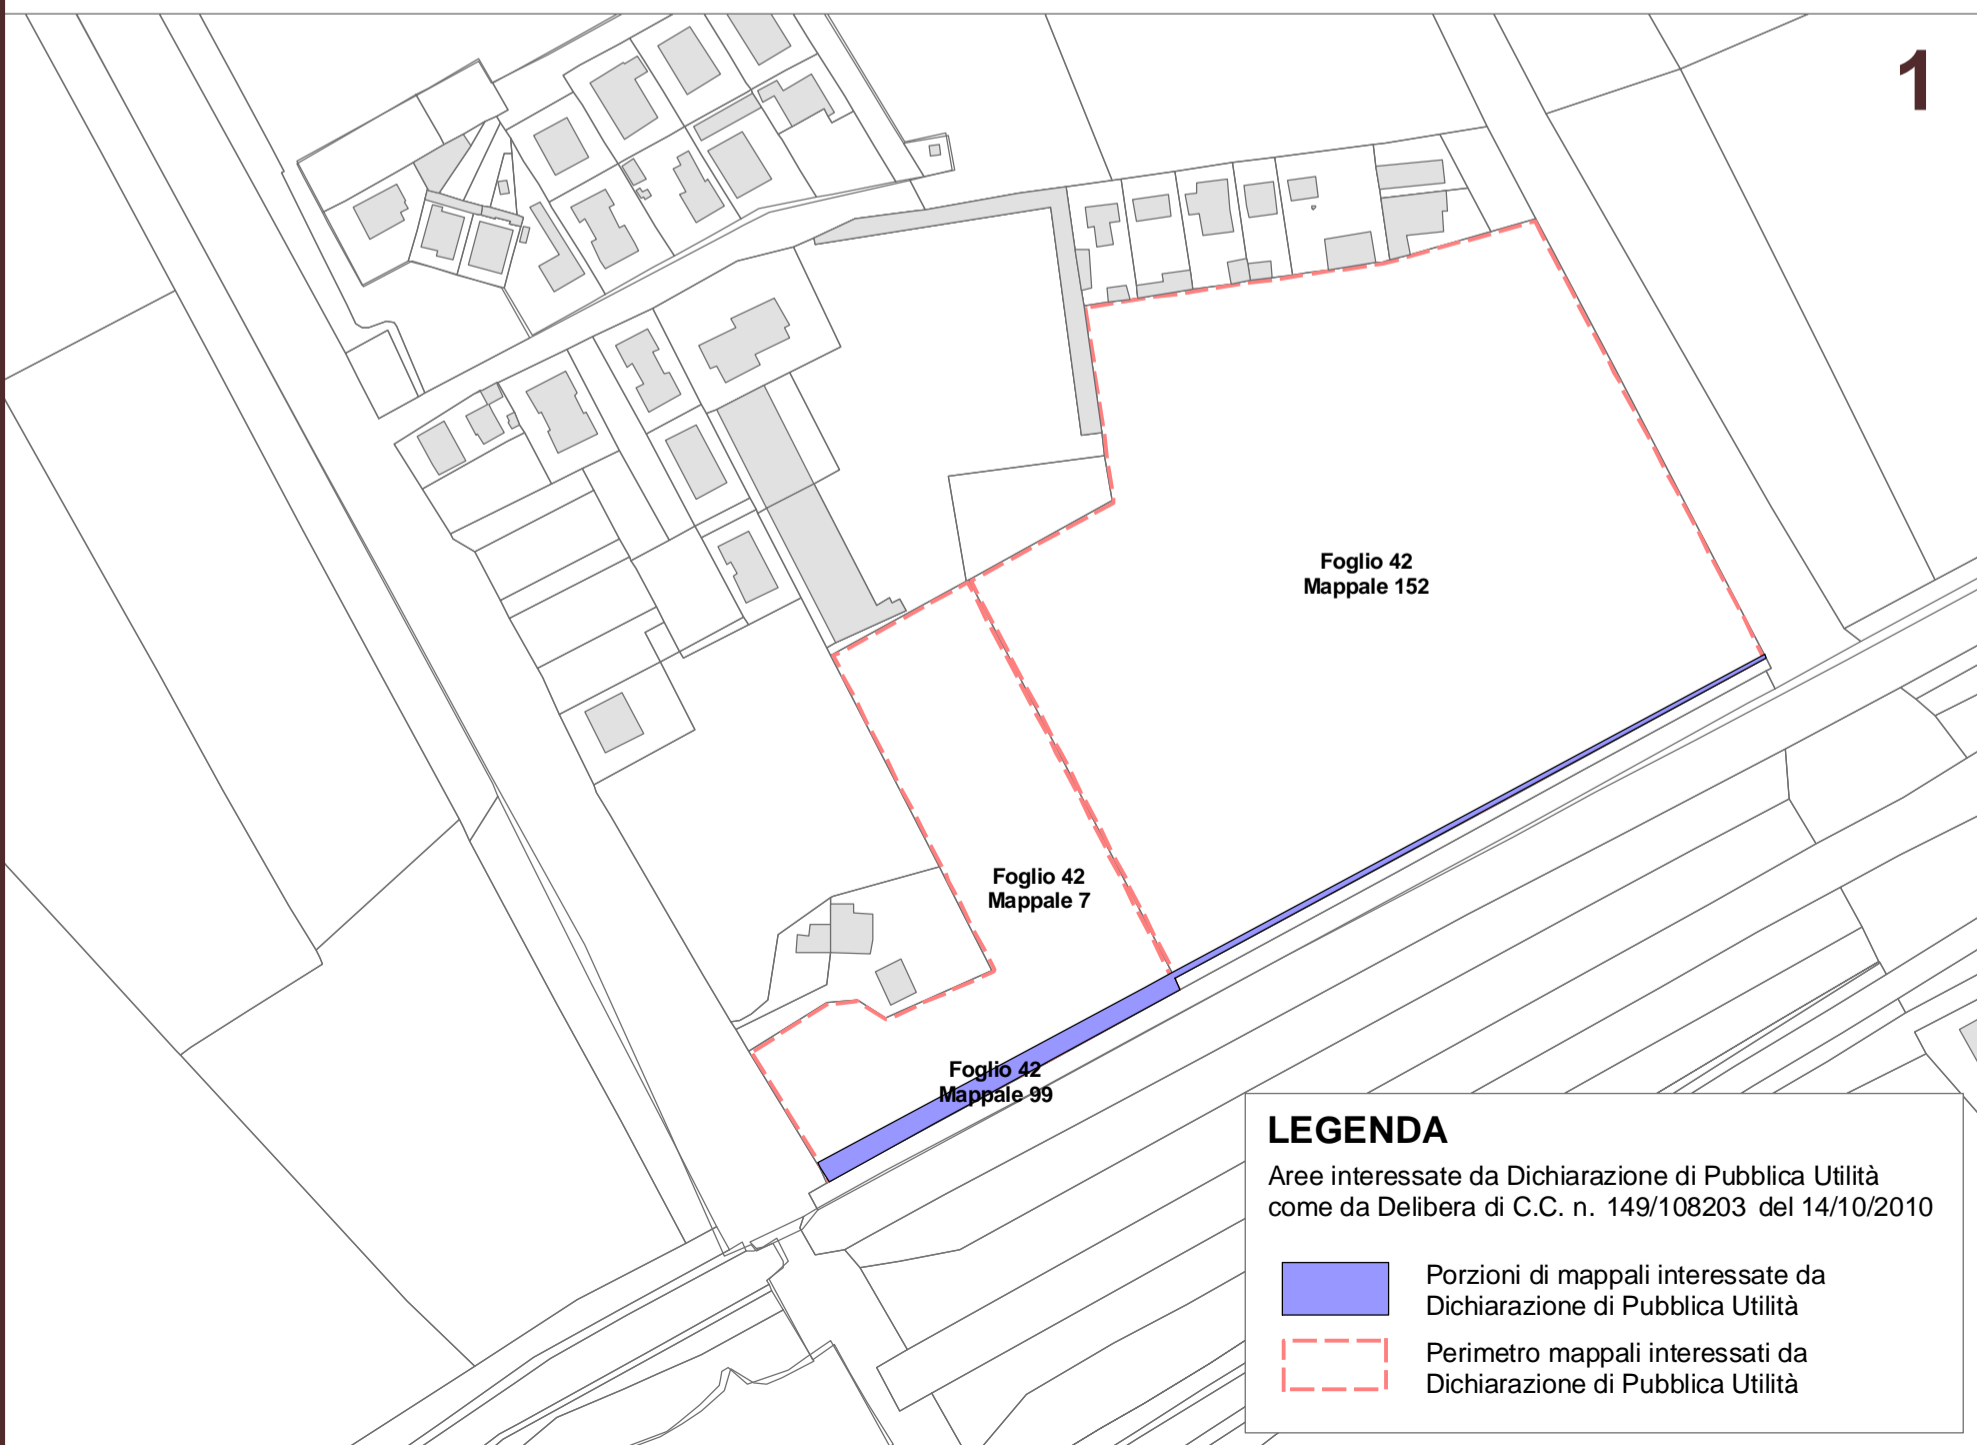 1
Foglio 42
Mappale 152
Foglio 42
Mappale 7
Foglio 42
Mappale 99
LEGENDA
Aree interessate da Dichiarazione di Pubblica Utilità
come da Delibera di C.C. n. 149/108203 del 14/10/2010
Porzioni di mappali interessate da
Dichiarazione di Pubblica Utilità
Perimetro mappali interessati da
Dichiarazione di Pubblica Utilità